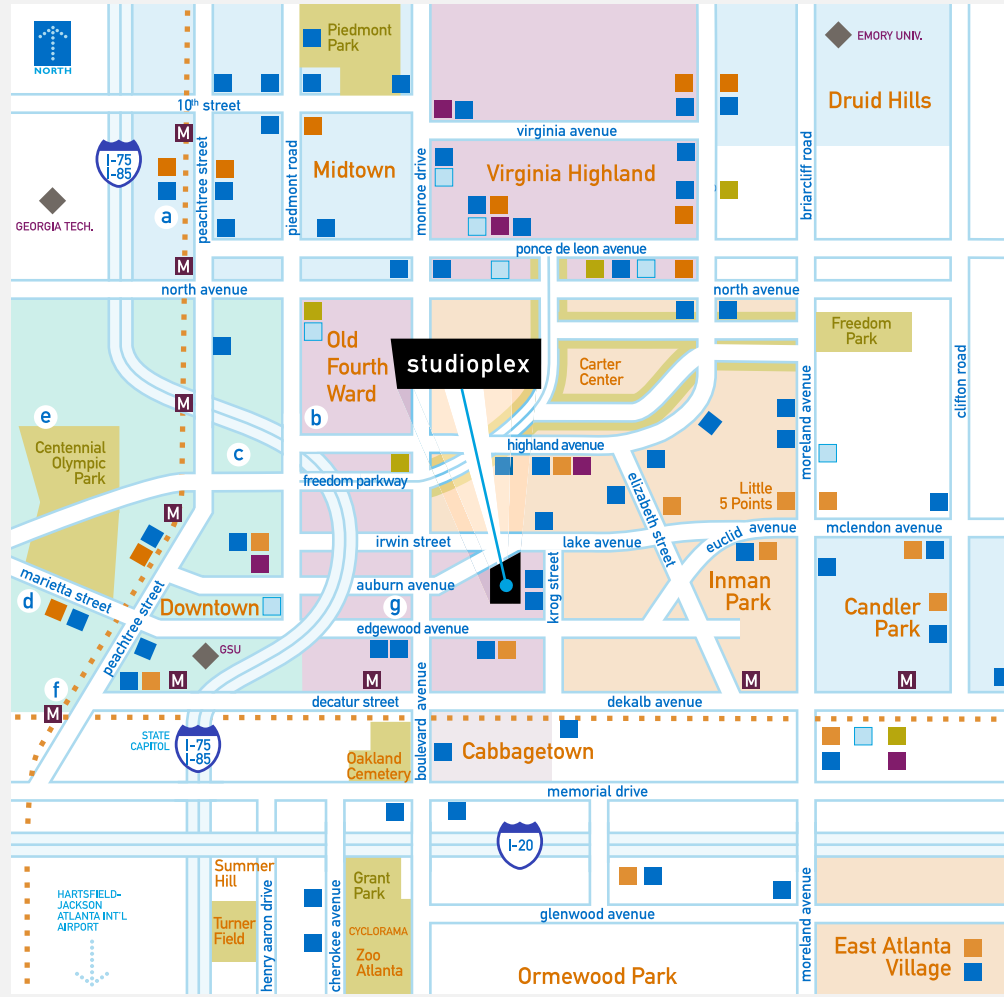 Piedmont
Park
EMORY UNIV.
NORTH
Druid Hills
10th street
M
virginia avenue
I-75
I-85
peachtree street
piedmont road
Midtown
monroe drive
Virginia Highland
briarcliff road
GEORGIA TECH.
a
ponce de leon avenue
M
north avenue
north avenue
Old
Fourth
Ward
studioplex
Carter
Center
Freedom
Park
clifton road
moreland avenue
M
e
b
Centennial
Olympic
Park
c
highland avenue
freedom parkway
elizabeth street
Little
5 Points
M
irwin street
lake avenue
euclid
avenue
mclendon avenue
marietta street
auburn avenue
krog street
Inman
Park
d
Downtown
g
Candler
Park
peachtree street
edgewood avenue
GSU
M
M
M
M
f
decatur street
boulevard avenue
dekalb avenue
M
STATE
CAPITOL
I-75
I-85
Oakland
Cemetery
Cabbagetown
memorial drive
I-20
Summer
Hill
henry aaron drive
cherokee avenue
Grant
Park
moreland avenue
HARTSFIELD-
JACKSON
ATLANTA INT'L
AIRPORT
Turner
Field
CYCLORAMA
Zoo
Atlanta
glenwood avenue
East Atlanta
Village
Ormewood Park